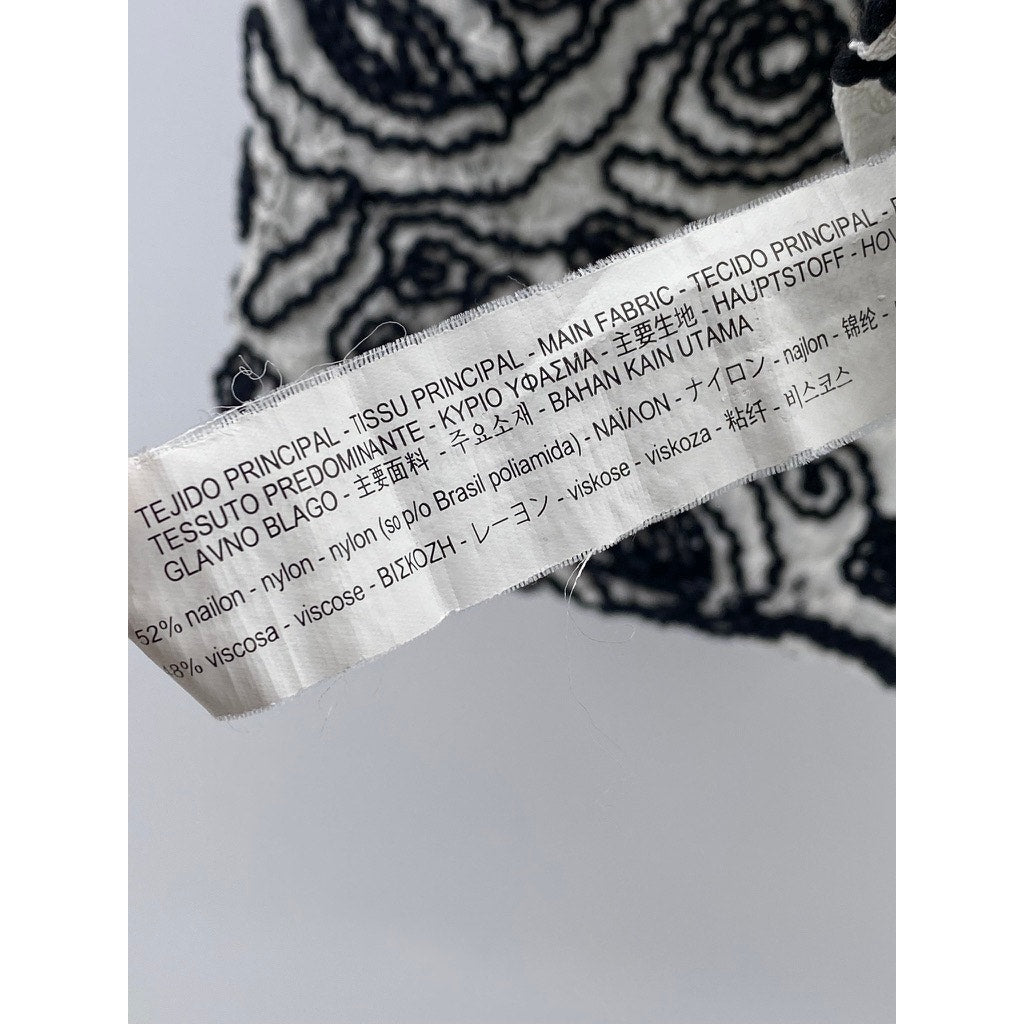 TEJIDO PRINCIPAL - TISSU PRINCIPAL - MAIN FABRIC - TECIDO PRINCIPAL -
TESSUTO PREDOMINANTE - ΚΥΡΙΟ ΥΦΑΣΜΑ - 主要生地 - HAUPTSTOFF -
GLAVNO BLAGO - 主要面料 - 주요소재 - BAHAN KAIN UTAMA
52% nailon - nylon - nylon (so p/o Brasil poliamida) - ΝΑΪΛΟΝ - ナイロン - najlon - 锦纶 -
8% viscosa - viscose - ΒΙΣΚΟΖΗ - レーヨン - viskose - viskoza - 粘纤 - 비스코스